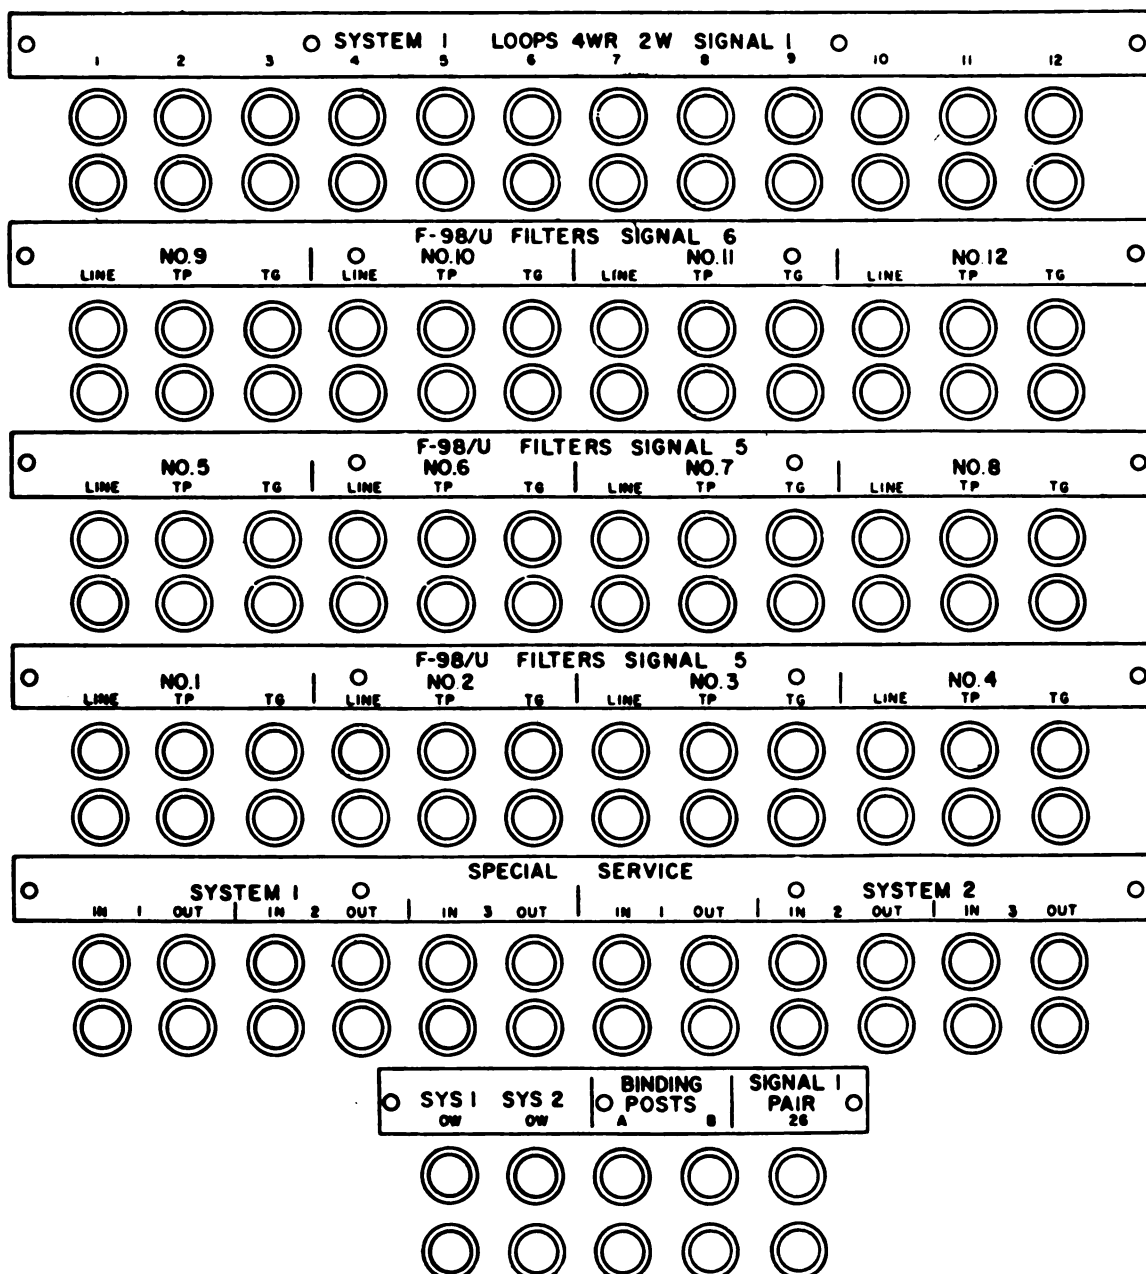 SYSTEM 1 LOOPS 4WR 2W SIGNAL 1
1 2 3 4 5 6 7 8 9 10 11 12
F-98/U FILTERS SIGNAL 6
NO.9 NO.10 NO.11 NO.12
LINE TP TG LINE TP TG LINE TP TG LINE TP TG
F-98/U FILTERS SIGNAL 5
NO.5 NO.6 NO.7 NO.8
LINE TP TG LINE TP TG LINE TP TG LINE TP TG
F-98/U FILTERS SIGNAL 5
NO.1 NO.2 NO.3 NO.4
LINE TP TG LINE TP TG LINE TP TG LINE TP TG
SPECIAL SERVICE
SYSTEM 1 SYSTEM 2
IN 1 OUT IN 2 OUT IN 3 OUT IN 1 OUT IN 2 OUT IN 3 OUT
BINDING SIGNAL 1
SYS 1 SYS 2 POSTS PAIR
OW OW A B 26